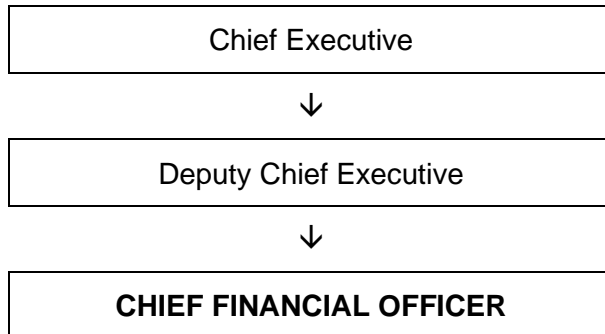 Chief Executive
↓
Deputy Chief Executive
↓
CHIEF FINANCIAL OFFICER